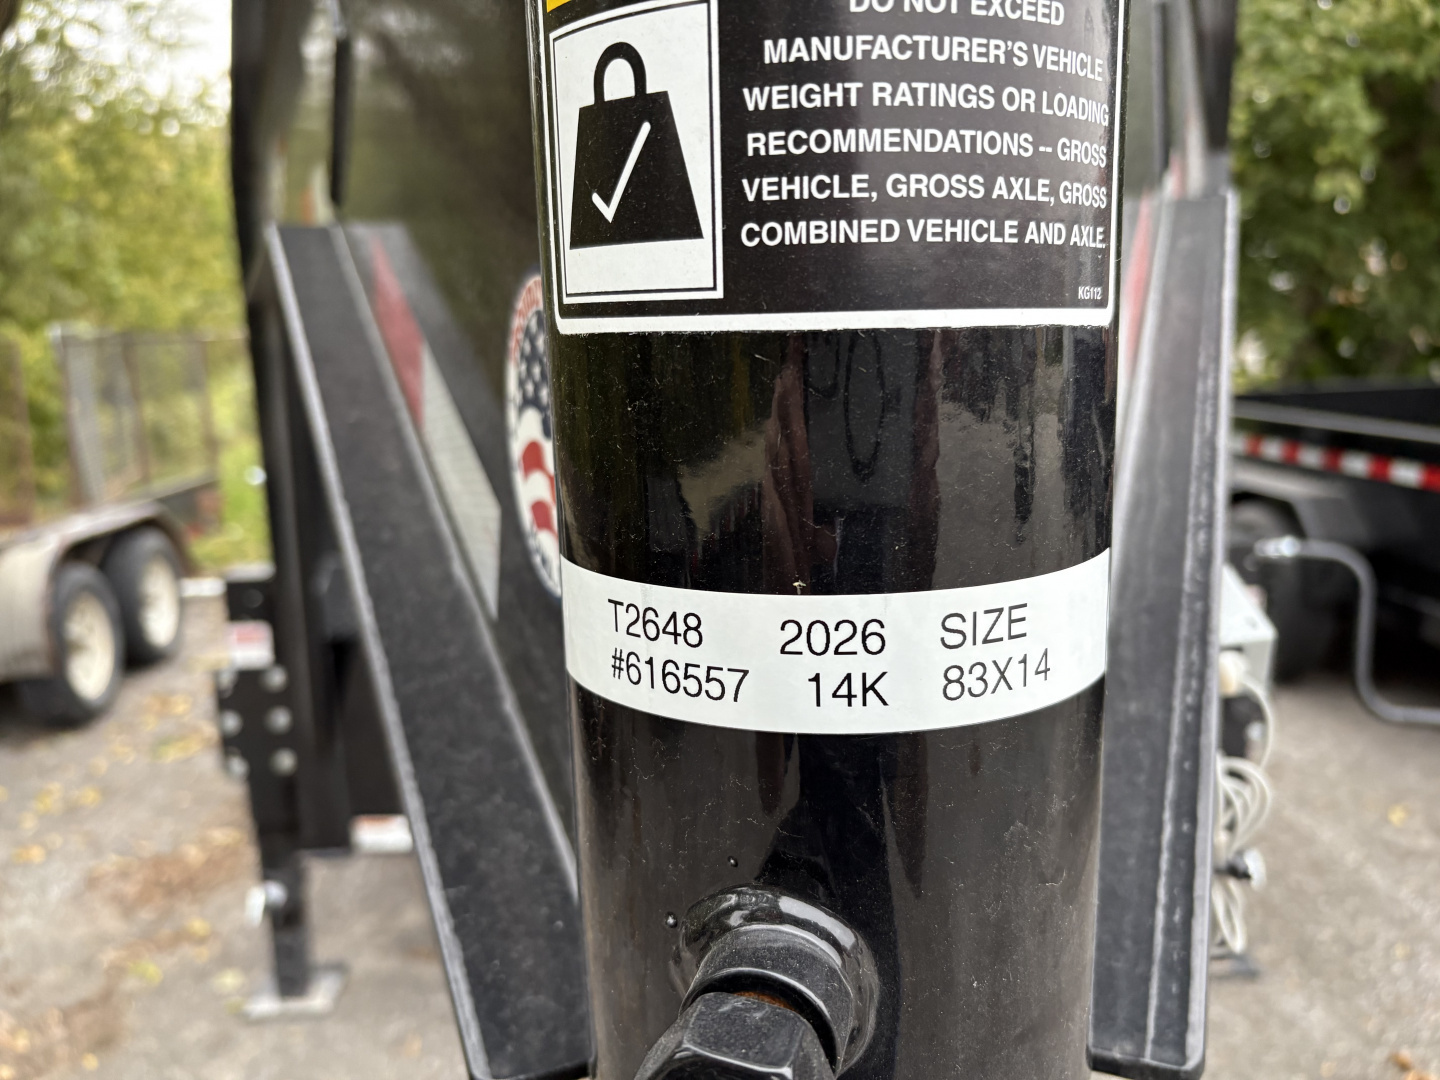 DO NOT EXCEED
MANUFACTURER'S VEHICLE
WEIGHT RATINGS OR LOADING
RECOMMENDATIONS -- GROSS
VEHICLE, GROSS AXLE, GROSS
COMBINED VEHICLE AND AXLE.
KG112
T2648 2026 SIZE
#616557 14K 83X14